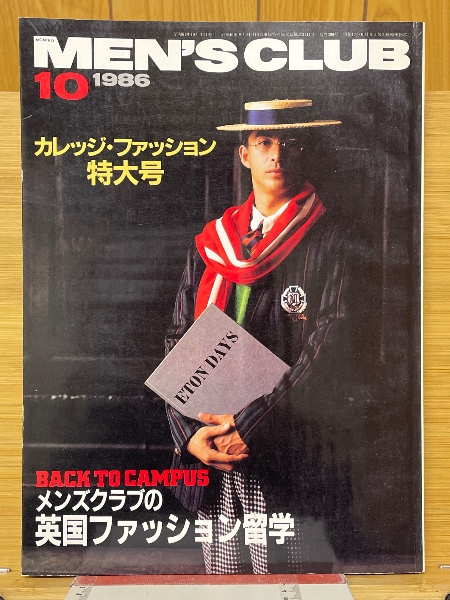 MONTHLY
MEN'S CLUB
10 1986
カレッジ・ファッション
特大号
ETON DAYS
BACK TO CAMPUS
メンズクラブの
英国ファッション留学